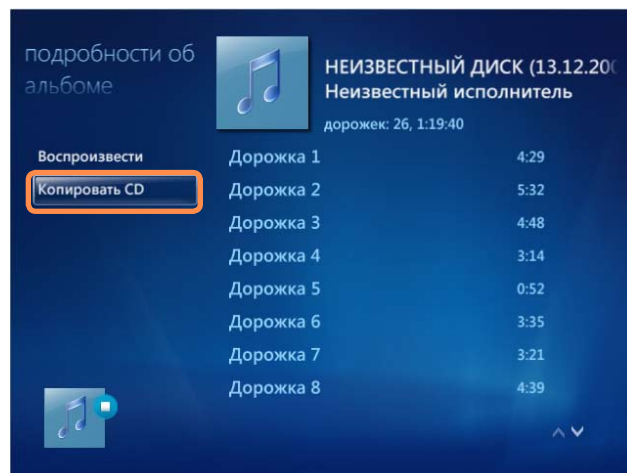 подробности об
альбоме
НЕИЗВЕСТНЫЙ ДИСК (13.12.200
Неизвестный исполнитель
дорожек: 26, 1:19:40
Воспроизвести
Копировать CD
Дорожка 1 4:29
Дорожка 2 5:32
Дорожка 3 4:48
Дорожка 4 3:14
Дорожка 5 0:52
Дорожка 6 3:35
Дорожка 7 3:21
Дорожка 8 4:39